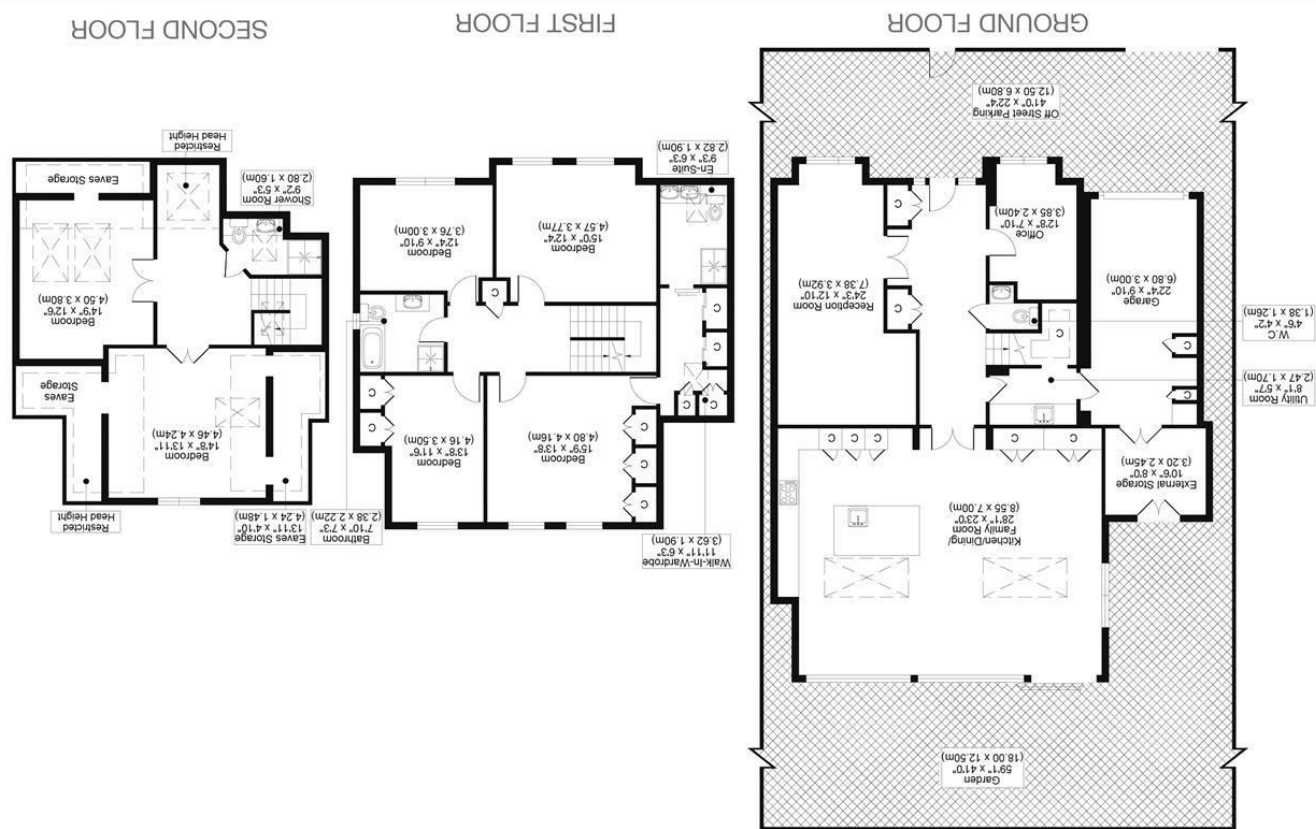 Garden
59'1" x 41'0"
(18.00 x 12.50m)
Kitchen/Dining/
Family Room
28'1" x 23'0"
(8.55 x 7.00m)
External Storage
10'6" x 8'0"
(3.20 x 2.45m)
C
C
C
C
C
Utility Room
8'1" x 5'7"
(2.47 x 1.70m)
W.C
4'6" x 4'2"
(1.38 x 1.26m)
C
C
C
Garage
22'4" x 9'10"
(6.80 x 3.00m)
Reception Room
24'3" x 12'10"
(7.38 x 3.92m)
C
C
Office
12'8" x 7'10"
(3.85 x 2.40m)
Off Street Parking
41'0" x 22'4"
(12.50 x 6.80m)
GROUND FLOOR
Walk-In-Wardrobe
11'11" x 6'3"
(3.62 x 1.90m)
Bathroom
7'10" x 7'3"
(2.38 x 2.22m)
Bedroom
15'9" x 13'8
(4.80 x 4.16m)
C
C
C
Bedroom
13'8" x 11'6"
(4.16 x 3.50m)
C
C
C
C
C
C
C
Bedroom
15'0" x 12'4"
(4.57 x 3.77m)
Bedroom
12'4" x 9'10"
(3.76 x 3.00m)
En-Suite
9'3" x 6'3"
(2.82 x 1.90m)
FIRST FLOOR
Eaves Storage
13'11" x 4'10"
(4.24 x 1.48m)
Restricted
Head Height
Bedroom
14'8" x 13'11"
(4.46 x 4.24m)
Eaves
Storage
Bedroom
14'9" x 12'6"
(4.50 x 3.80m)
Shower Room
9'2" x 5'3"
(2.80 x 1.60m)
Eaves Storage
Restricted
Head Height
SECOND FLOOR